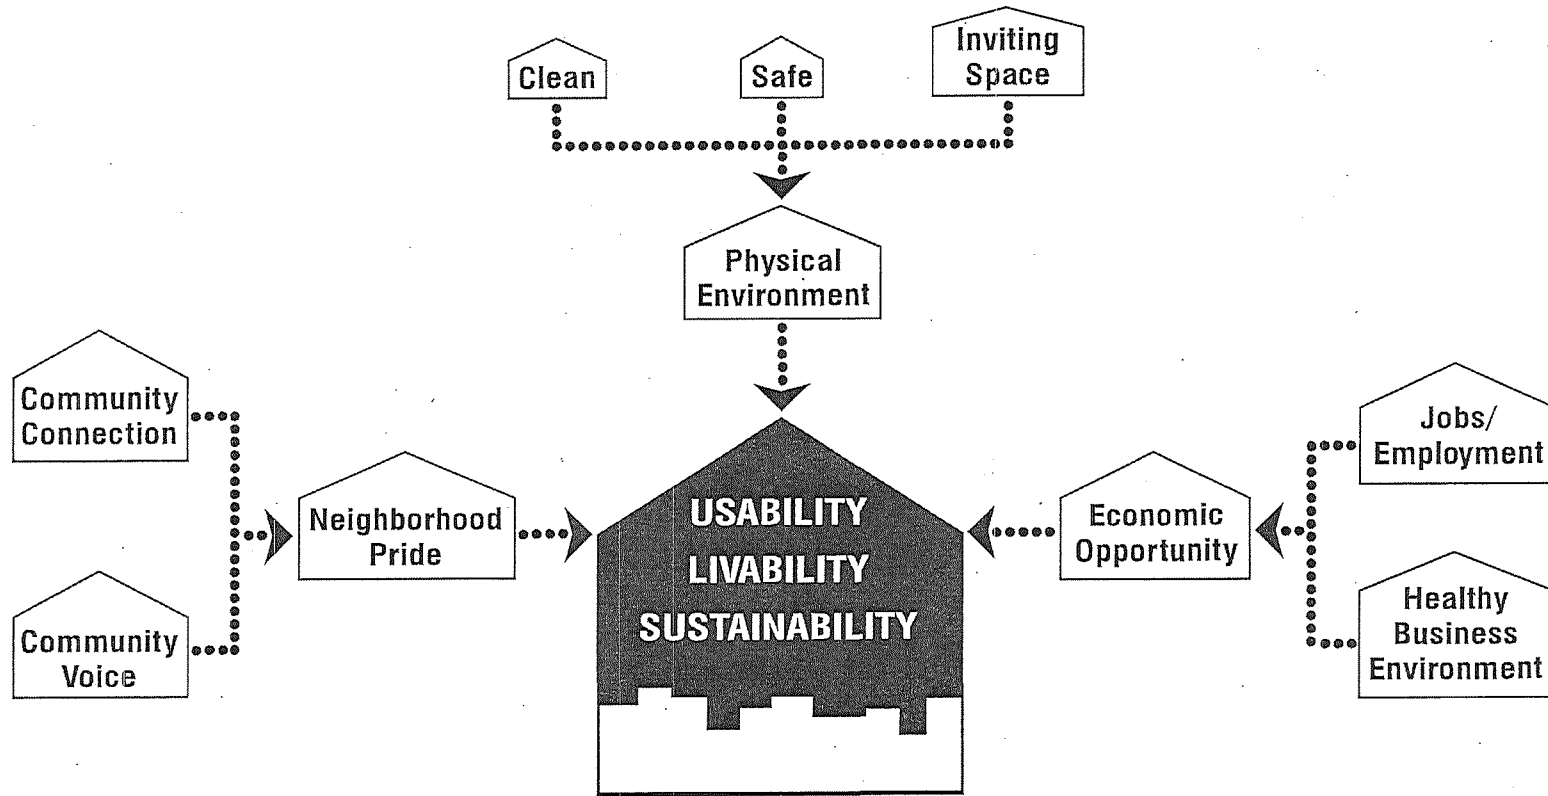 Clean
Safe
Inviting
Space
Physical
Environment
Community
Connection
Community
Voice
Neighborhood
Pride
USABILITY
LIVABILITY
SUSTAINABILITY
Economic
Opportunity
Jobs/
Employment
Healthy
Business
Environment